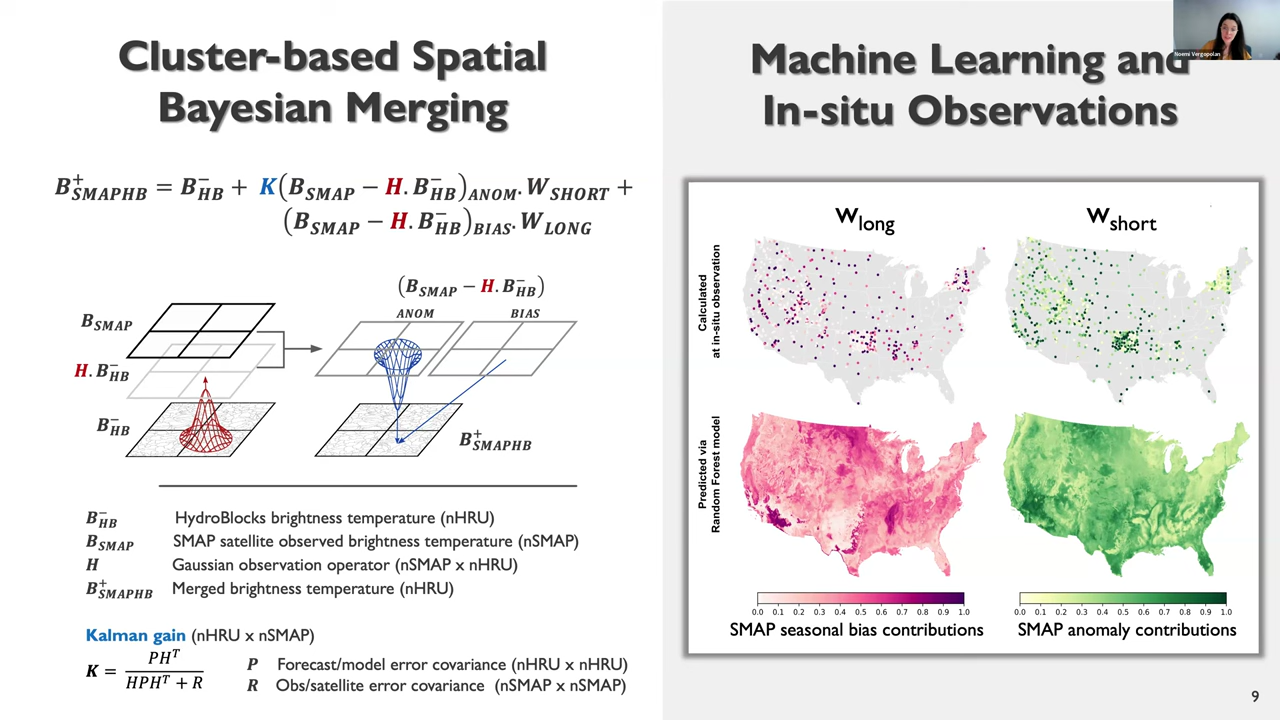 Cluster-based Spatial
Bayesian Merging
B⁺_SMAPHB = B⁻_HB + K(B_SMAP − H.B⁻_HB)_ANOM.W_SHORT +
(B_SMAP − H.B⁻_HB)_BIAS.W_LONG
(B_SMAP − H.B⁻_HB)
ANOM BIAS
B_SMAP
H.B⁻_HB
B⁻_HB
B⁺_SMAPHB
B⁻_HB HydroBlocks brightness temperature (nHRU)
B_SMAP SMAP satellite observed brightness temperature (nSMAP)
H Gaussian observation operator (nSMAP x nHRU)
B⁺_SMAPHB Merged brightness temperature (nHRU)
Kalman gain (nHRU x nSMAP)
K = PHᵀ / HPHᵀ + R
P Forecast/model error covariance (nHRU x nHRU)
R Obs/satellite error covariance (nSMAP x nSMAP)
Machine Learning and
In-situ Observations
Noemi Vergopolan
w_long w_short
Calculated
at in-situ observation
Predicted via
Random Forest model
0.0 0.1 0.2 0.3 0.4 0.5 0.6 0.7 0.8 0.9 1.0
SMAP seasonal bias contributions
0.0 0.1 0.2 0.3 0.4 0.5 0.6 0.7 0.8 0.9 1.0
SMAP anomaly contributions
9